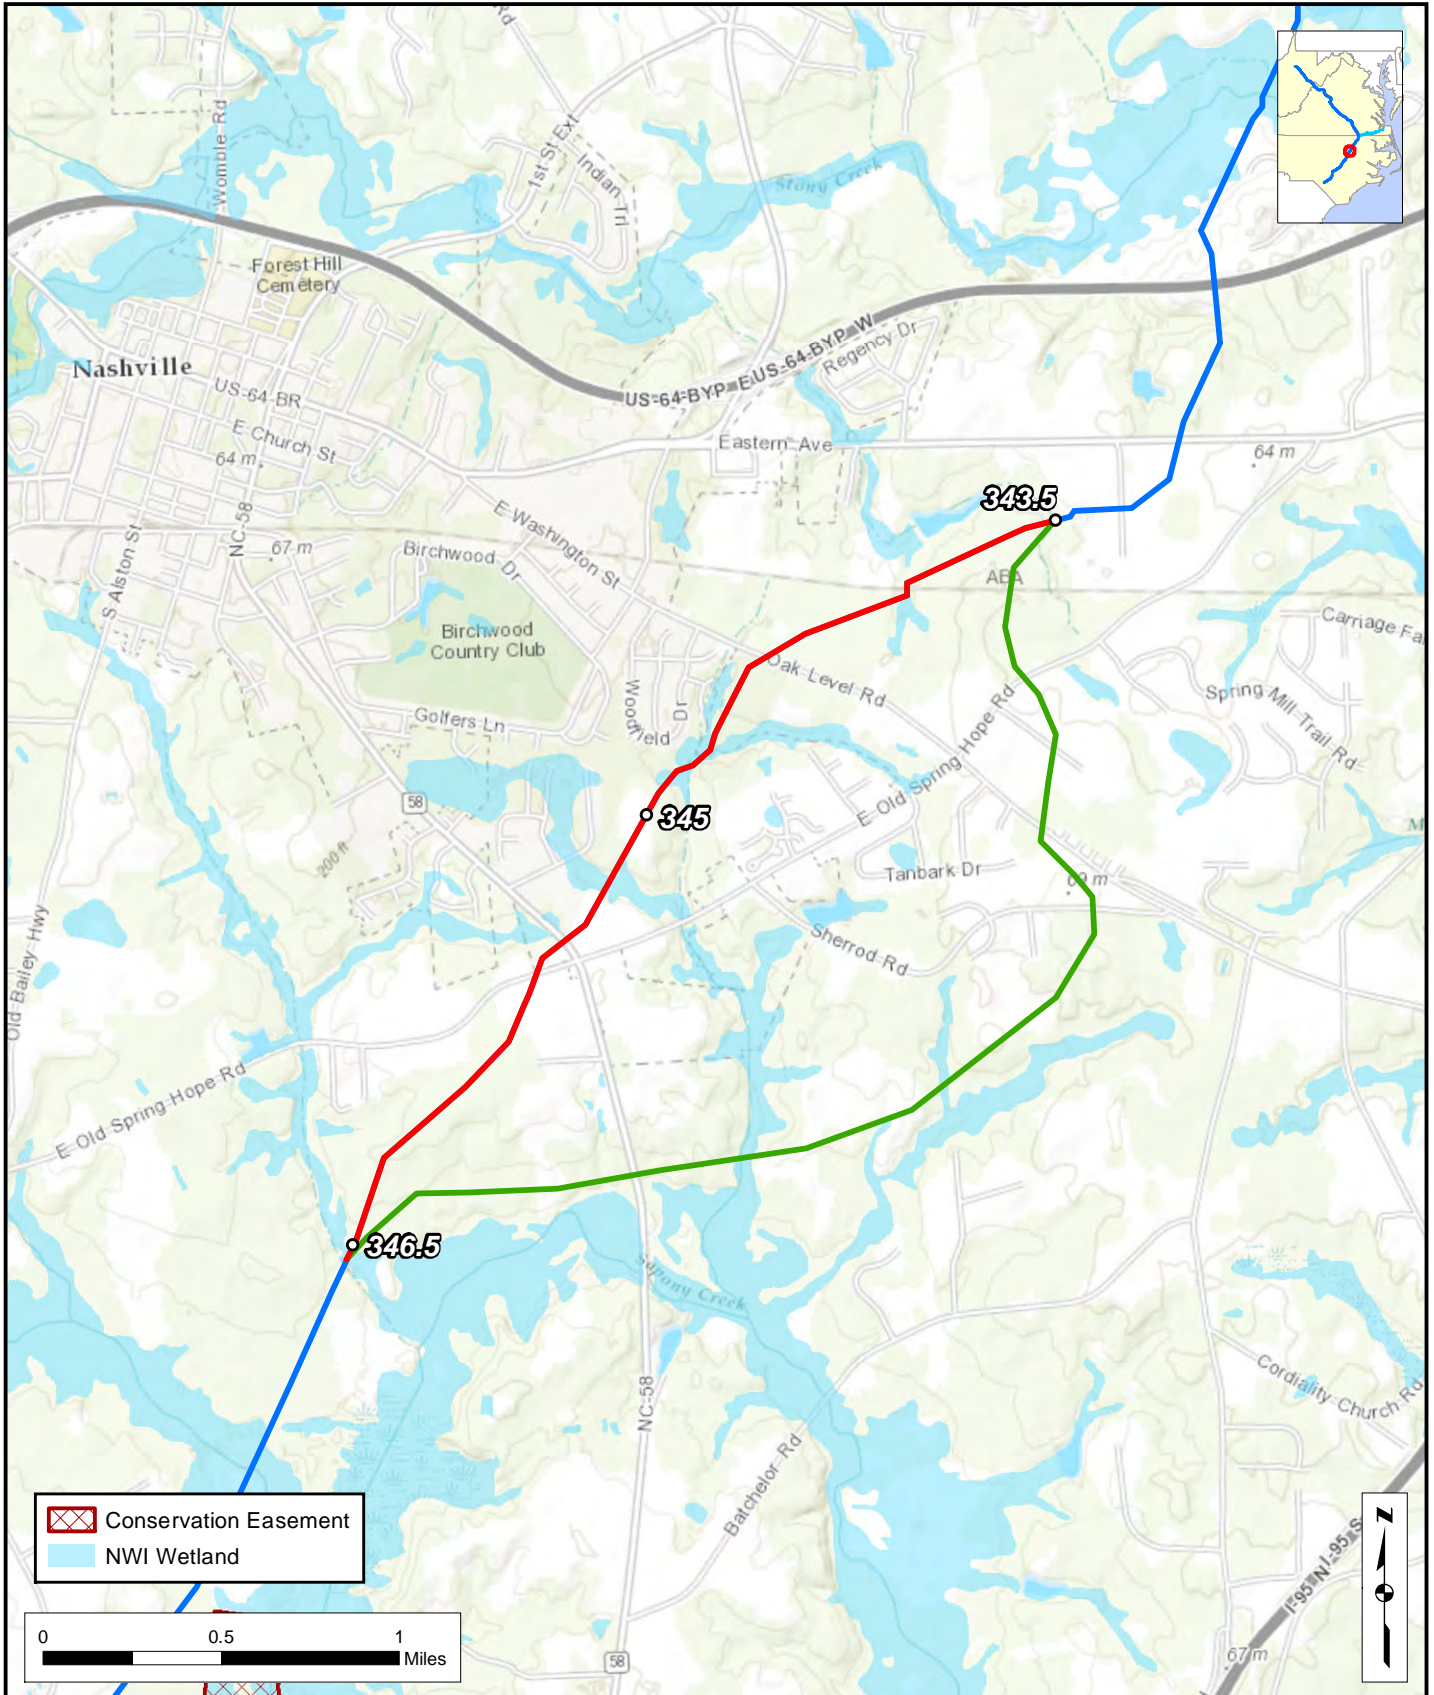 Rd
Womble Rd
1st St Ext
Indian Trl
Stony Creek
Forest Hill
Cemetery
Nashville
US-64-BYP E
US-64-BYP W
Regency Dr
US-64-BR
E Church St
64 m
Eastern Ave
64 m
NC-58
343.5
E Washington St
67 m
Birchwood Dr
S Alston St
ABA
Birchwood
Country Club
Carriage Fa
Oak Level Rd
Woodfield
Dr
Spring Mill Trail Rd
Golfers Ln
E Old Spring Hope Rd
58
345
M
200 ft
Tanbark Dr
69 m
Sherrod Rd
Old Bailey Hwy
E Old Spring Hope Rd
346.5
Sapony Creek
NC-58
Cordiality Church Rd
Batchelor Rd
Conservation Easement
NWI Wetland
I-95 N
I-95 S
N
0
0.5
1
Miles
58
67 m